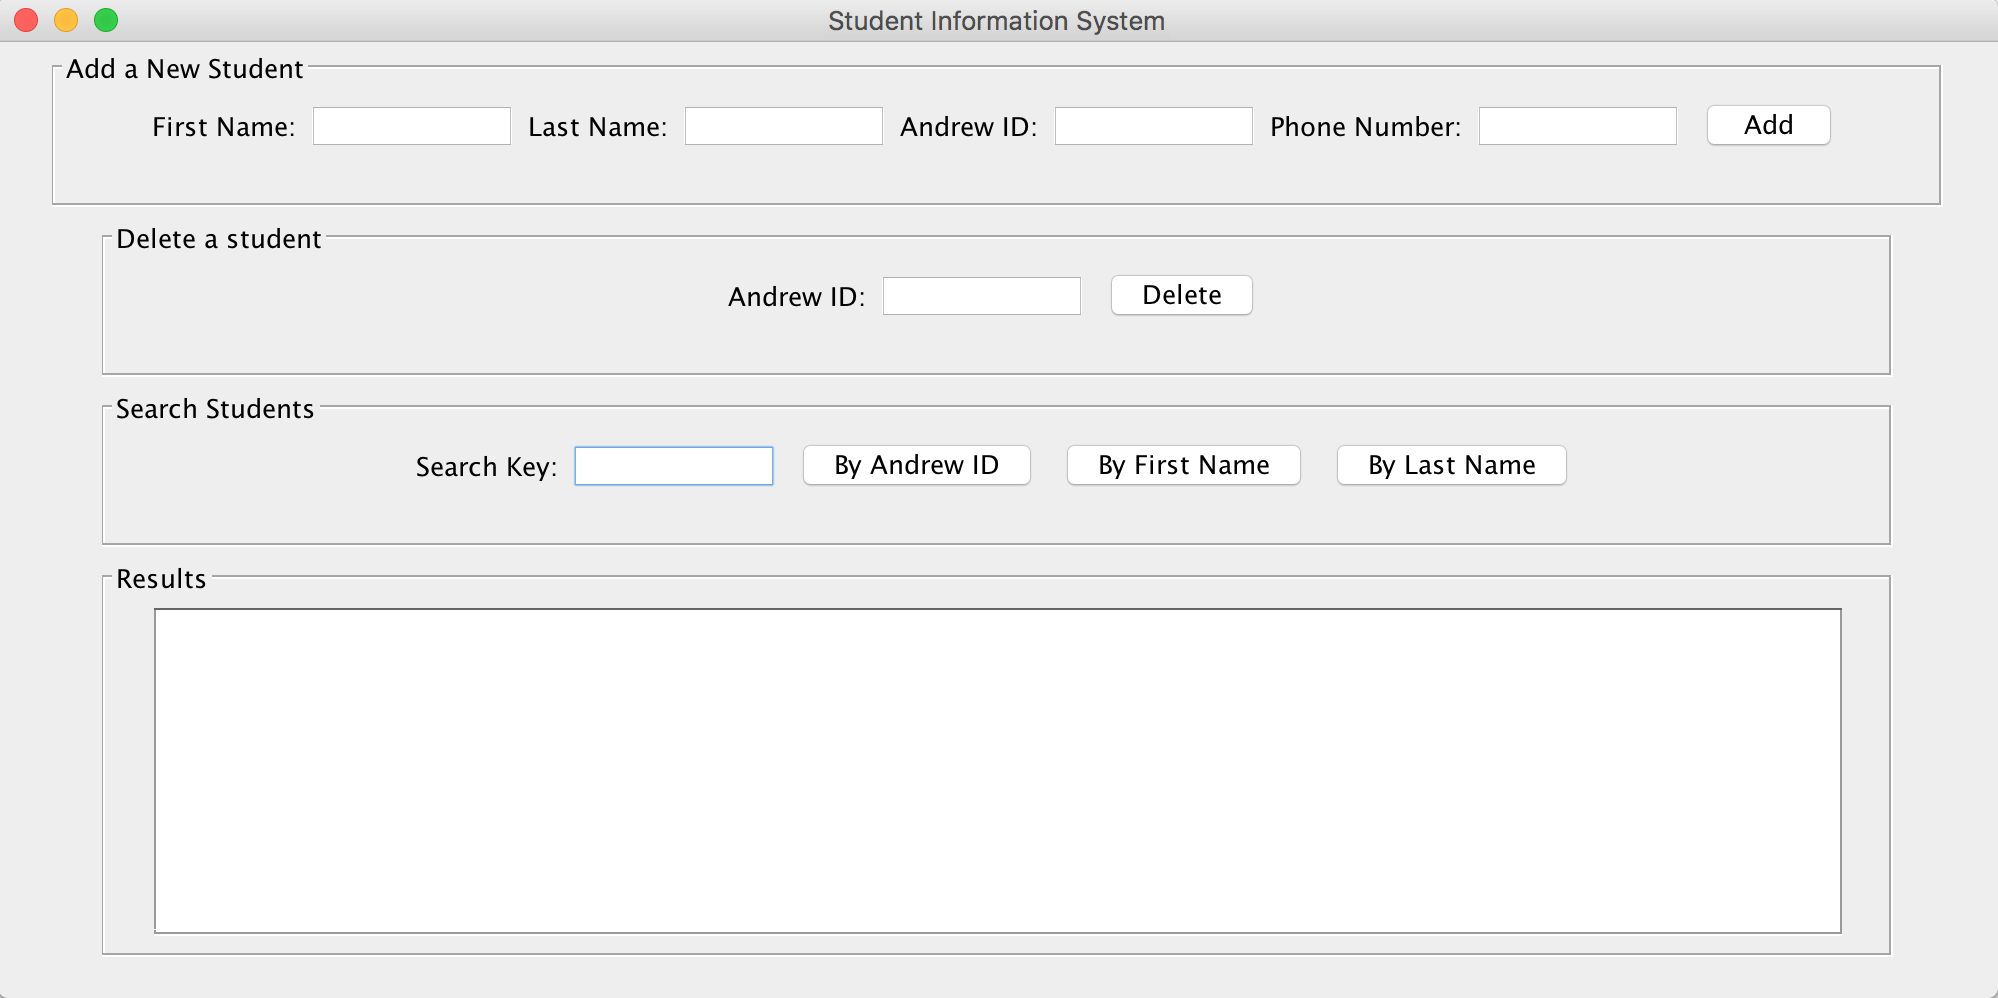 Student Information System
Add a New Student
First Name: Last Name: Andrew ID: Phone Number: Add
Delete a student
Andrew ID: Delete
Search Students
Search Key: By Andrew ID By First Name By Last Name
Results